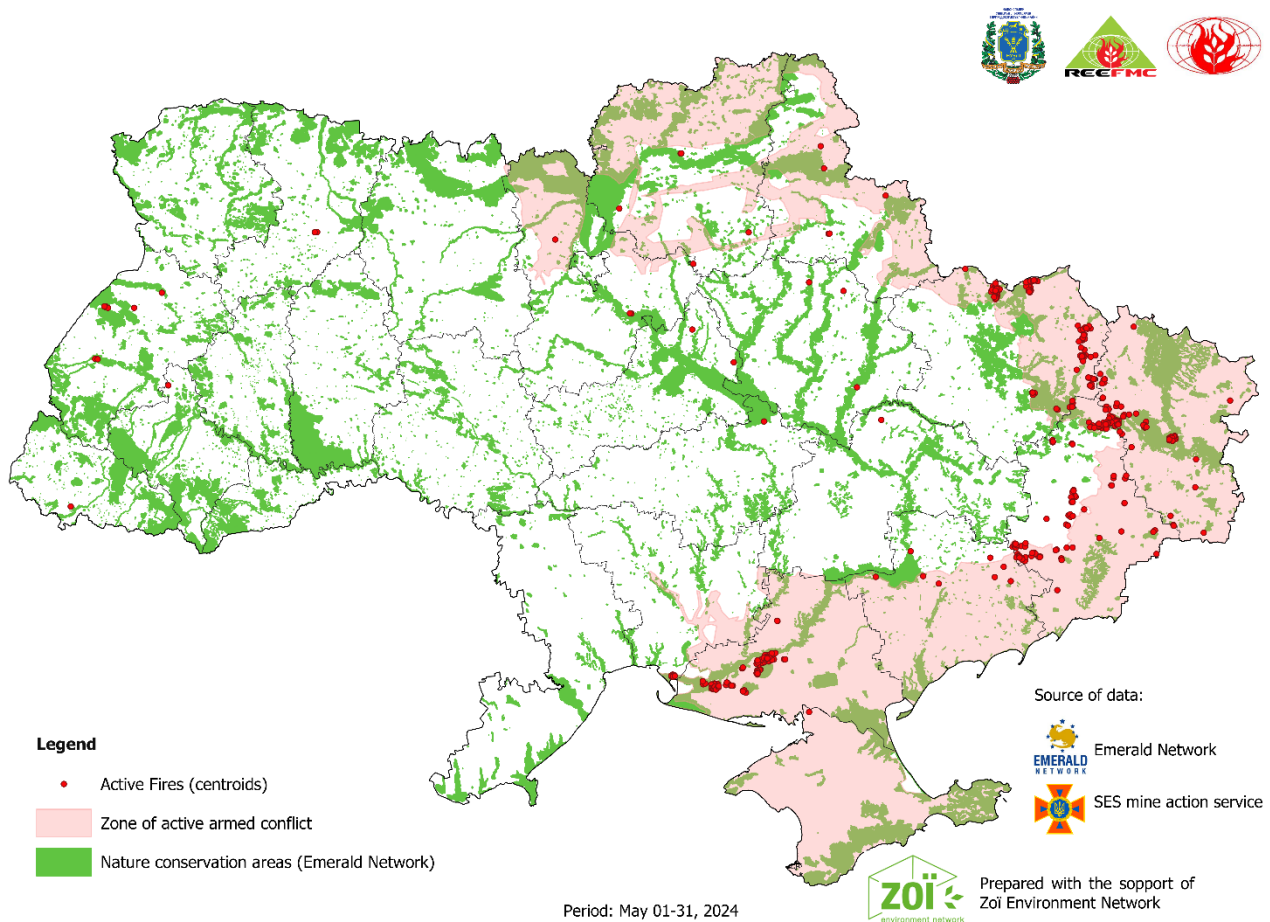 REEFMC
Source of data:
Legend
Active Fires (centroids)
Zone of active armed conflict
Nature conservation areas (Emerald Network)
EMERALD
NETWORK
Emerald Network
SES mine action service
Period: May 01-31, 2024
zoï
environment network
Prepared with the sopport of
Zoï Environment Network